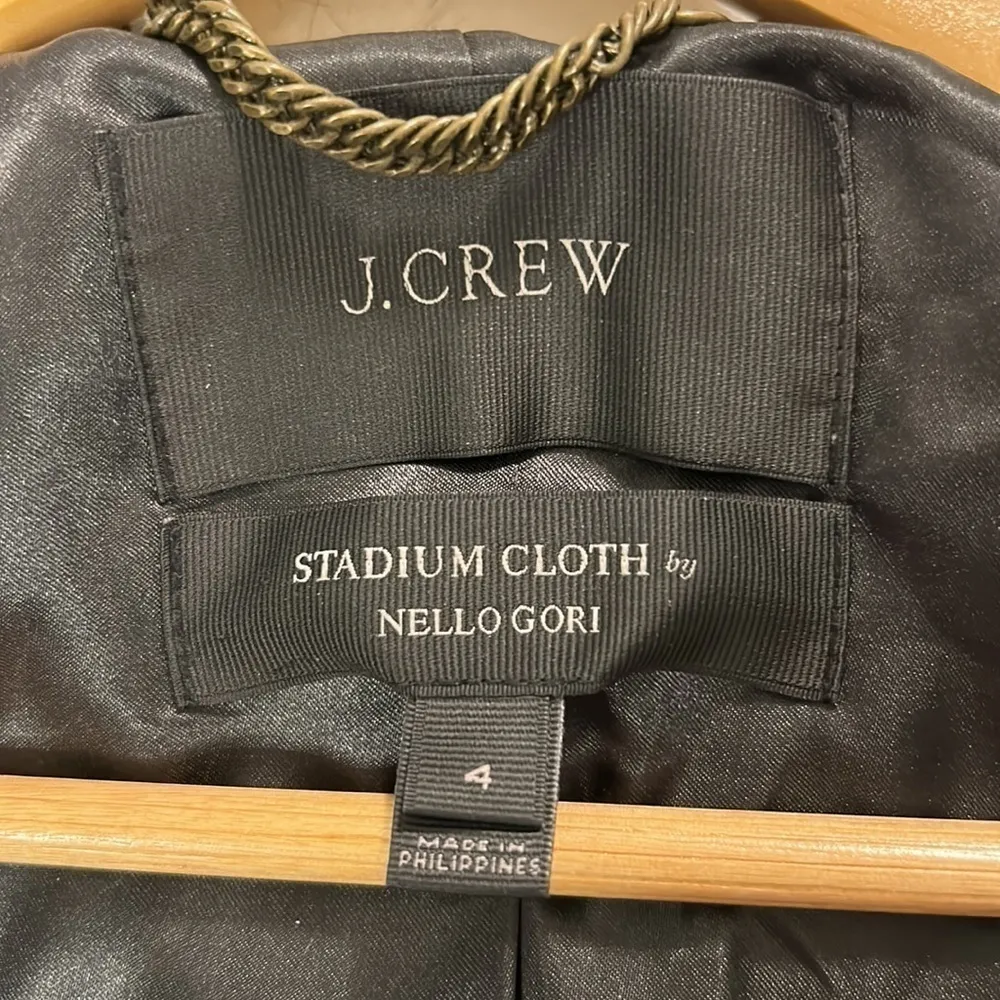 J.CREW
STADIUM CLOTH by
NELLO GORI
4
MADE IN
PHILIPPINES